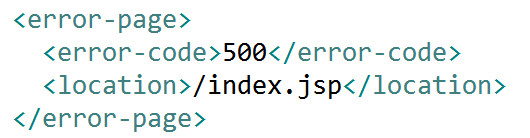 <error-page>
  <error-code>500</error-code>
  <location>/index.jsp</location>
</error-page>